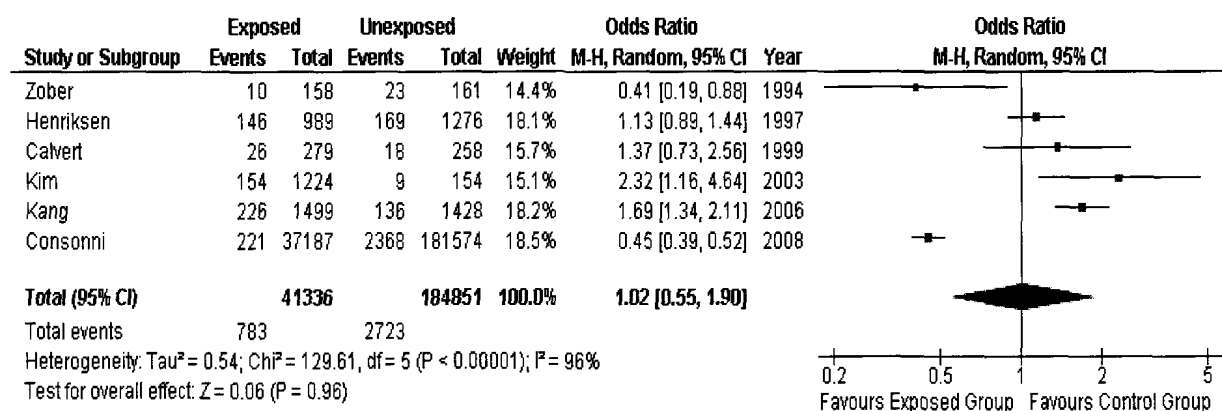 Exposed Unexposed Odds Ratio Odds Ratio
Study or Subgroup Events Total Events Total Weight M-H, Random, 95% CI Year M-H, Random, 95% CI
Zober 10 158 23 161 14.4% 0.41 [0.19, 0.88] 1994
Henriksen 146 989 169 1276 18.1% 1.13 [0.89, 1.44] 1997
Calvert 26 279 18 258 15.7% 1.37 [0.73, 2.56] 1999
Kim 154 1224 9 154 15.1% 2.32 [1.16, 4.64] 2003
Kang 226 1499 136 1428 18.2% 1.69 [1.34, 2.11] 2006
Consonni 221 37187 2368 181574 18.5% 0.45 [0.39, 0.52] 2008
Total (95% CI) 41336 184851 100.0% 1.02 [0.55, 1.90]
Total events 783 2723
Heterogeneity: Tau² = 0.54; Chi² = 129.61, df = 5 (P < 0.00001); I² = 96%
Test for overall effect: Z = 0.06 (P = 0.96)
0.2 0.5 1 2 5
Favours Exposed Group Favours Control Group